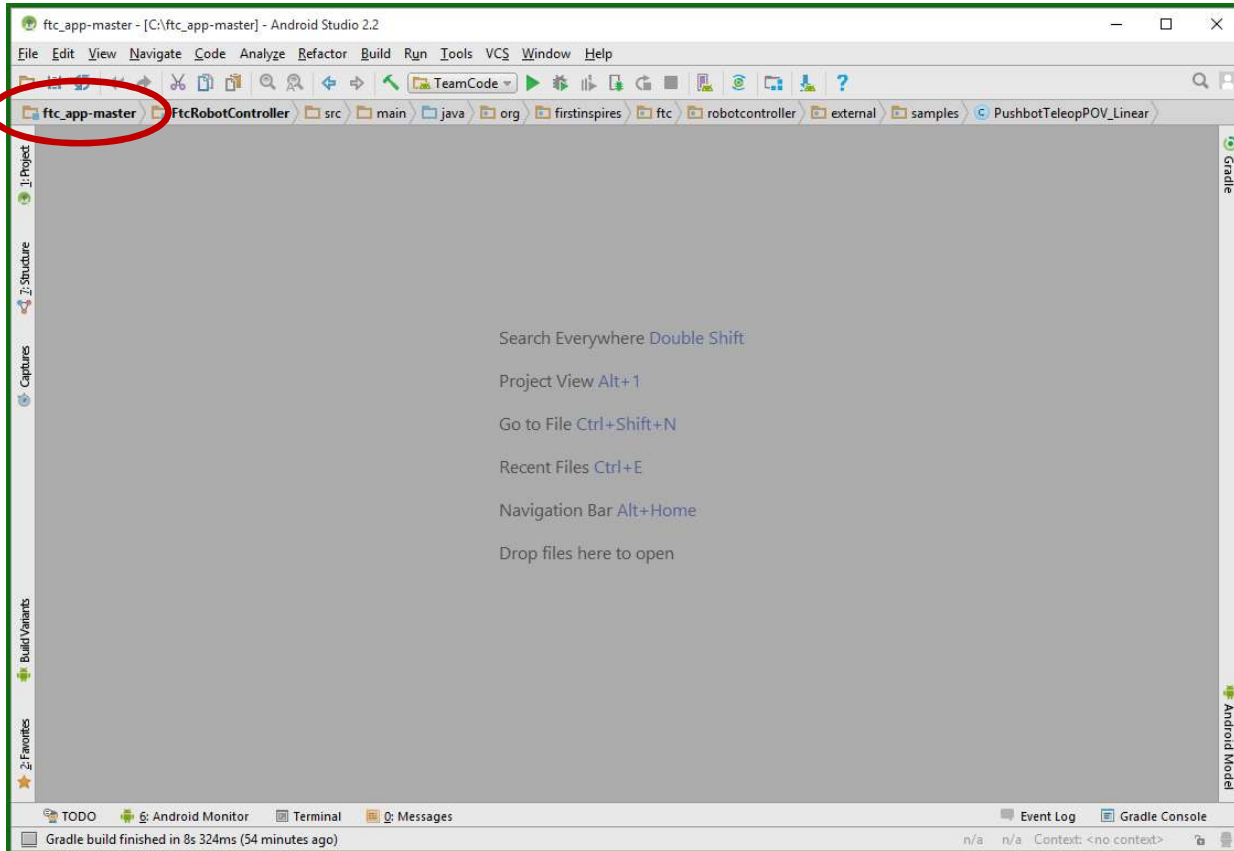 ftc_app-master - [C:\ftc_app-master] - Android Studio 2.2
File Edit View Navigate Code Analyze Refactor Build Run Tools VCS Window Help
TeamCode
ftc_app-master FtcRobotController src main java org firstinspires ftc robotcontroller external samples PushbotTeleopPOV_Linear
1: Project
7: Structure
Captures
Build Variants
2: Favorites
Gradle
Android Model
Search Everywhere Double Shift
Project View Alt+1
Go to File Ctrl+Shift+N
Recent Files Ctrl+E
Navigation Bar Alt+Home
Drop files here to open
TODO 6: Android Monitor Terminal 0: Messages Event Log Gradle Console
Gradle build finished in 8s 324ms (54 minutes ago) n/a n/a Context: <no context>